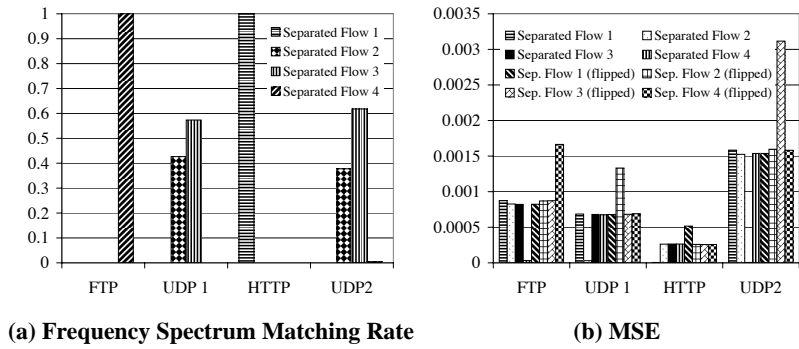 1
0.9
0.8
0.7
0.6
0.5
0.4
0.3
0.2
0.1
0
Separated Flow 1
Separated Flow 2
Separated Flow 3
Separated Flow 4
FTP UDP 1 HTTP UDP2
(a) Frequency Spectrum Matching Rate
0.0035
0.003
0.0025
0.002
0.0015
0.001
0.0005
0
Separated Flow 1 Separated Flow 2
Separated Flow 3 Separated Flow 4
Sep. Flow 1 (flipped) Sep. Flow 2 (flipped)
Sep. Flow 3 (flipped) Sep. Flow 4 (flipped)
FTP UDP 1 HTTP UDP2
(b) MSE